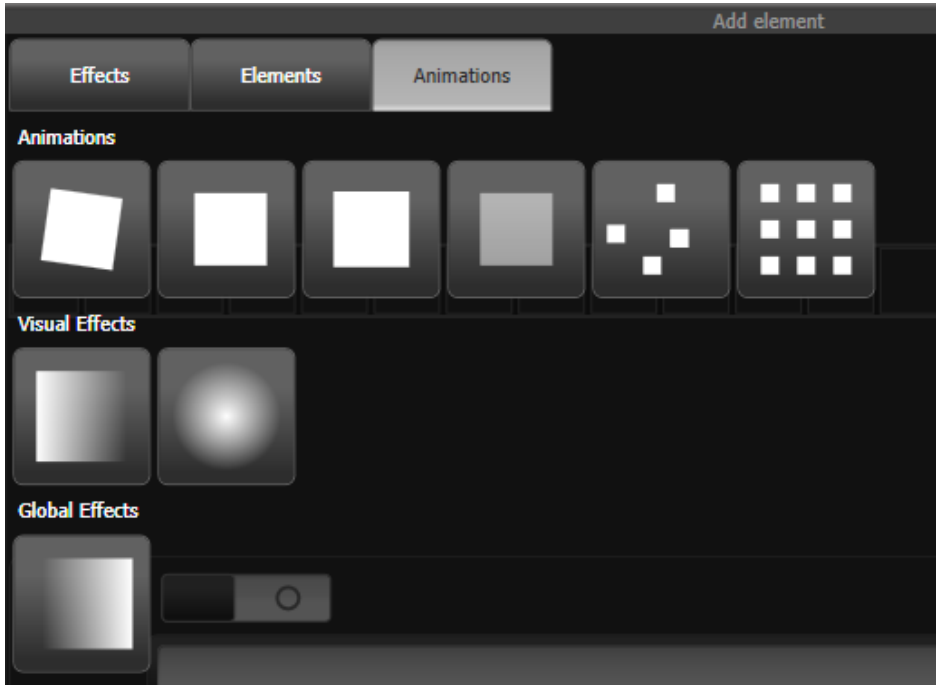 Add element
Effects Elements Animations
Animations
Visual Effects
Global Effects